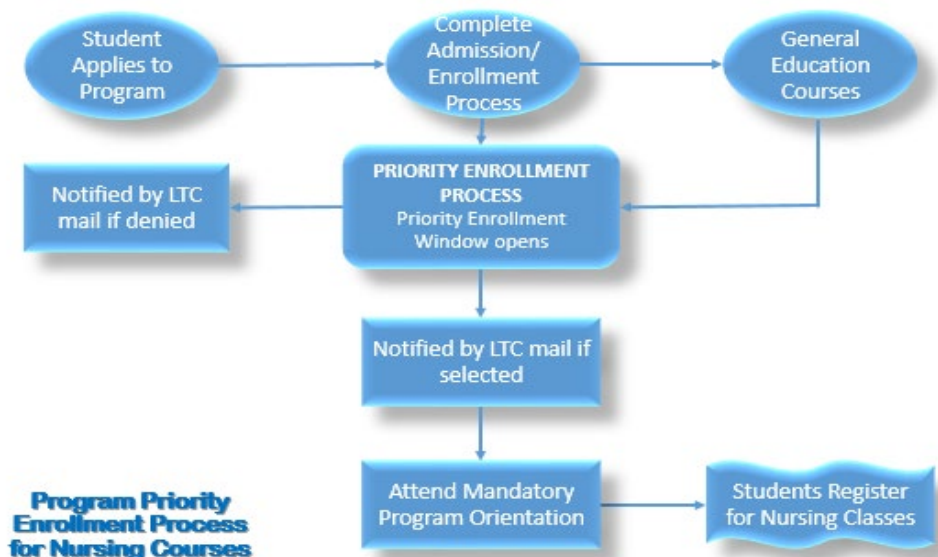 Student
Applies to
Program
Complete
Admission/
Enrollment
Process
General
Education
Courses
PRIORITY ENROLLMENT
PROCESS
Priority Enrollment
Window opens
Notified by LTC
mail if denied
Notified by LTC mail if
selected
Attend Mandatory
Program Orientation
Students Register
for Nursing Classes
Program Priority
Enrollment Process
for Nursing Courses